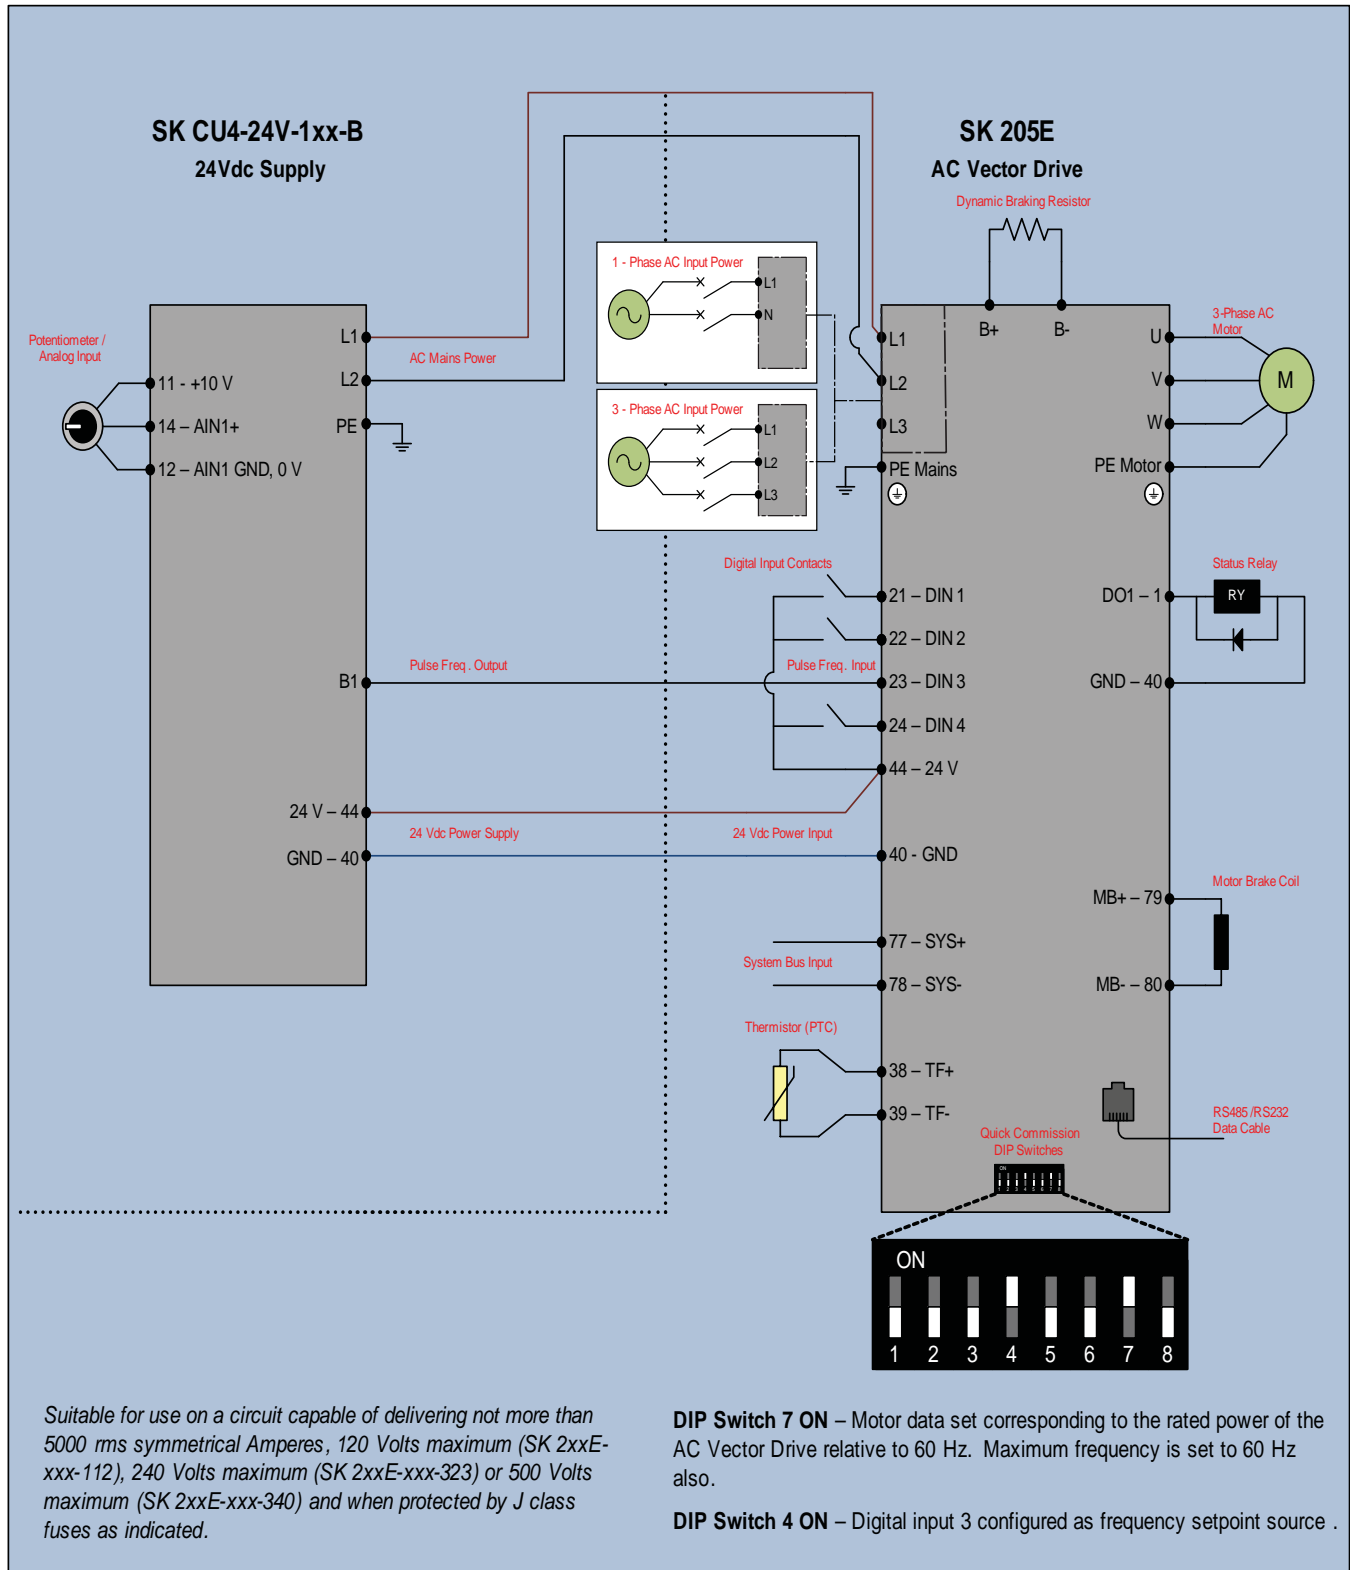 SK CU4-24V-1xx-B
24Vdc Supply
SK 205E
AC Vector Drive
Dynamic Braking Resistor
B+
B-
1 - Phase AC Input Power
L1
N
3 - Phase AC Input Power
L1
L2
L3
Potentiometer /
Analog Input
11 - +10 V
14 – AIN1+
12 – AIN1 GND, 0 V
L1
L2
PE
AC Mains Power
L1
L2
L3
PE Mains
U
V
W
PE Motor
3-Phase AC
Motor
M
Digital Input Contacts
21 – DIN 1
22 – DIN 2
23 – DIN 3
24 – DIN 4
44 – 24 V
40 - GND
Status Relay
DO1 – 1
RY
GND – 40
B1
Pulse Freq. Output
Pulse Freq. Input
24 V – 44
GND – 40
24 Vdc Power Supply
24 Vdc Power Input
MB+ – 79
MB- – 80
Motor Brake Coil
77 – SYS+
System Bus Input
78 – SYS-
Thermistor (PTC)
38 – TF+
39 – TF-
RS485 /RS232
Data Cable
Quick Commission
DIP Switches
ON
1 2 3 4 5 6 7 8
ON
1 2 3 4 5 6 7 8
Suitable for use on a circuit capable of delivering not more than
5000 rms symmetrical Amperes, 120 Volts maximum (SK 2xxE-
xxx-112), 240 Volts maximum (SK 2xxE-xxx-323) or 500 Volts
maximum (SK 2xxE-xxx-340) and when protected by J class
fuses as indicated.
DIP Switch 7 ON – Motor data set corresponding to the rated power of the
AC Vector Drive relative to 60 Hz. Maximum frequency is set to 60 Hz
also.
DIP Switch 4 ON – Digital input 3 configured as frequency setpoint source .